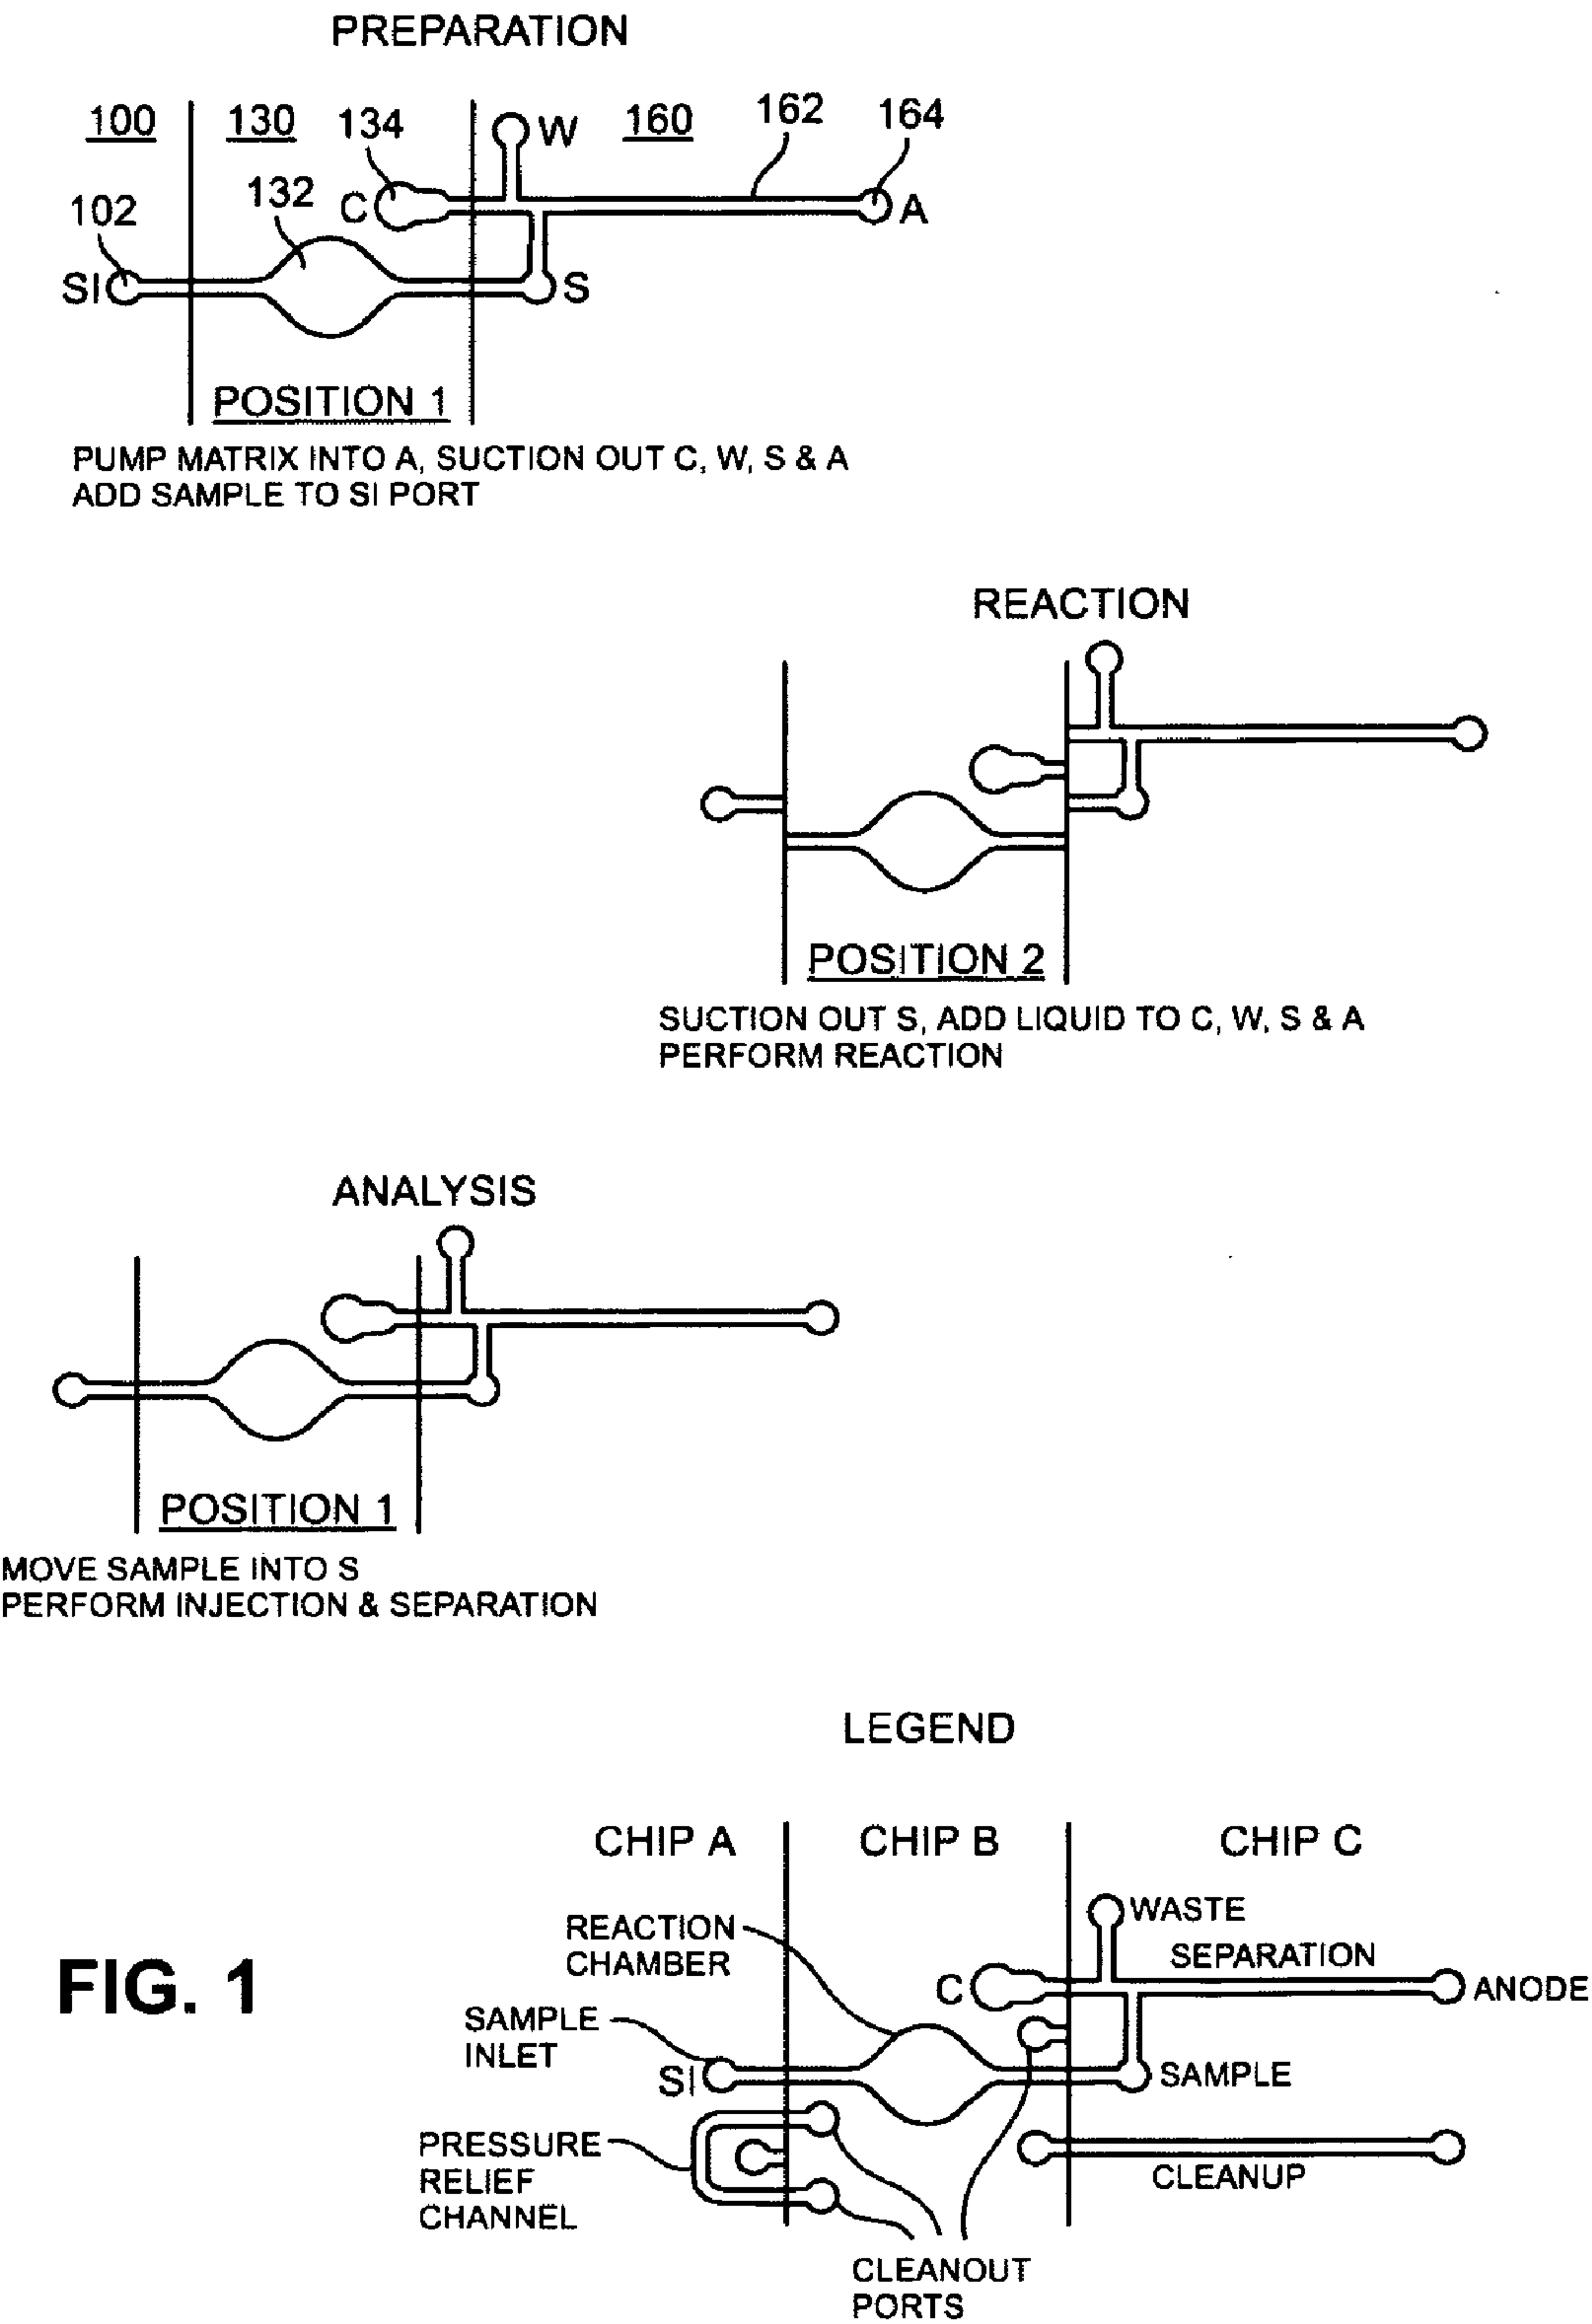 PREPARATION
100
130
134
W
160
162
164
132
C
A
102
SI
S
POSITION 1
PUMP MATRIX INTO A, SUCTION OUT C, W, S & A
ADD SAMPLE TO SI PORT
REACTION
POSITION 2
SUCTION OUT S, ADD LIQUID TO C, W, S & A
PERFORM REACTION
ANALYSIS
POSITION 1
MOVE SAMPLE INTO S
PERFORM INJECTION & SEPARATION
LEGEND
CHIP A
CHIP B
CHIP C
WASTE
REACTION
CHAMBER
SEPARATION
C
ANODE
FIG. 1
SAMPLE
INLET
SI
SAMPLE
PRESSURE
RELIEF
CHANNEL
CLEANUP
CLEANOUT
PORTS